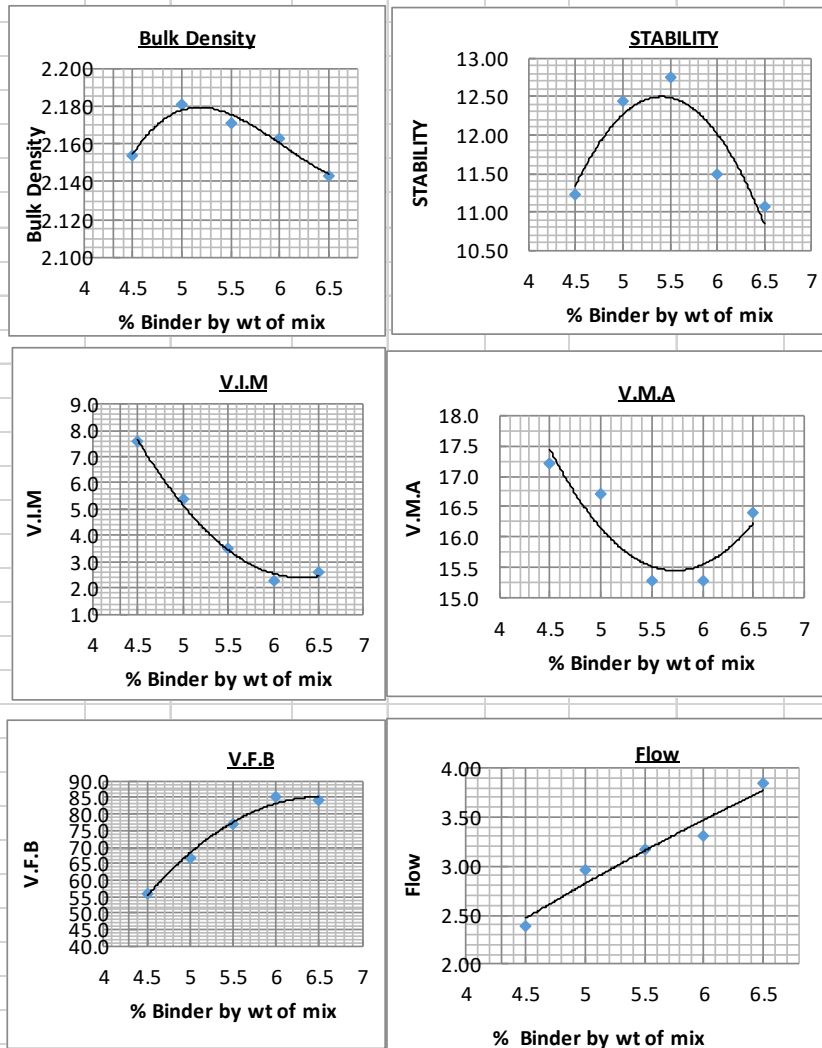 Bulk Density
2.200
2.180
2.160
2.140
2.120
2.100
Bulk Density
4 4.5 5 5.5 6 6.5
% Binder by wt of mix
STABILITY
13.00
12.50
12.00
11.50
11.00
10.50
STABILITY
4 4.5 5 5.5 6 6.5 7
% Binder by wt of mix
V.I.M
9.0
8.0
7.0
6.0
5.0
4.0
3.0
2.0
1.0
V.I.M
4 4.5 5 5.5 6 6.5 7
% Binder by wt of mix
V.M.A
18.0
17.5
17.0
16.5
16.0
15.5
15.0
V.M.A
4 4.5 5 5.5 6 6.5 7
% Binder by wt of mix
V.F.B
90.0
85.0
80.0
75.0
70.0
65.0
60.0
55.0
50.0
45.0
40.0
V.F.B
4 4.5 5 5.5 6 6.5 7
% Binder by wt of mix
Flow
4.00
3.50
3.00
2.50
2.00
Flow
4 4.5 5 5.5 6 6.5
% Binder by wt of mix